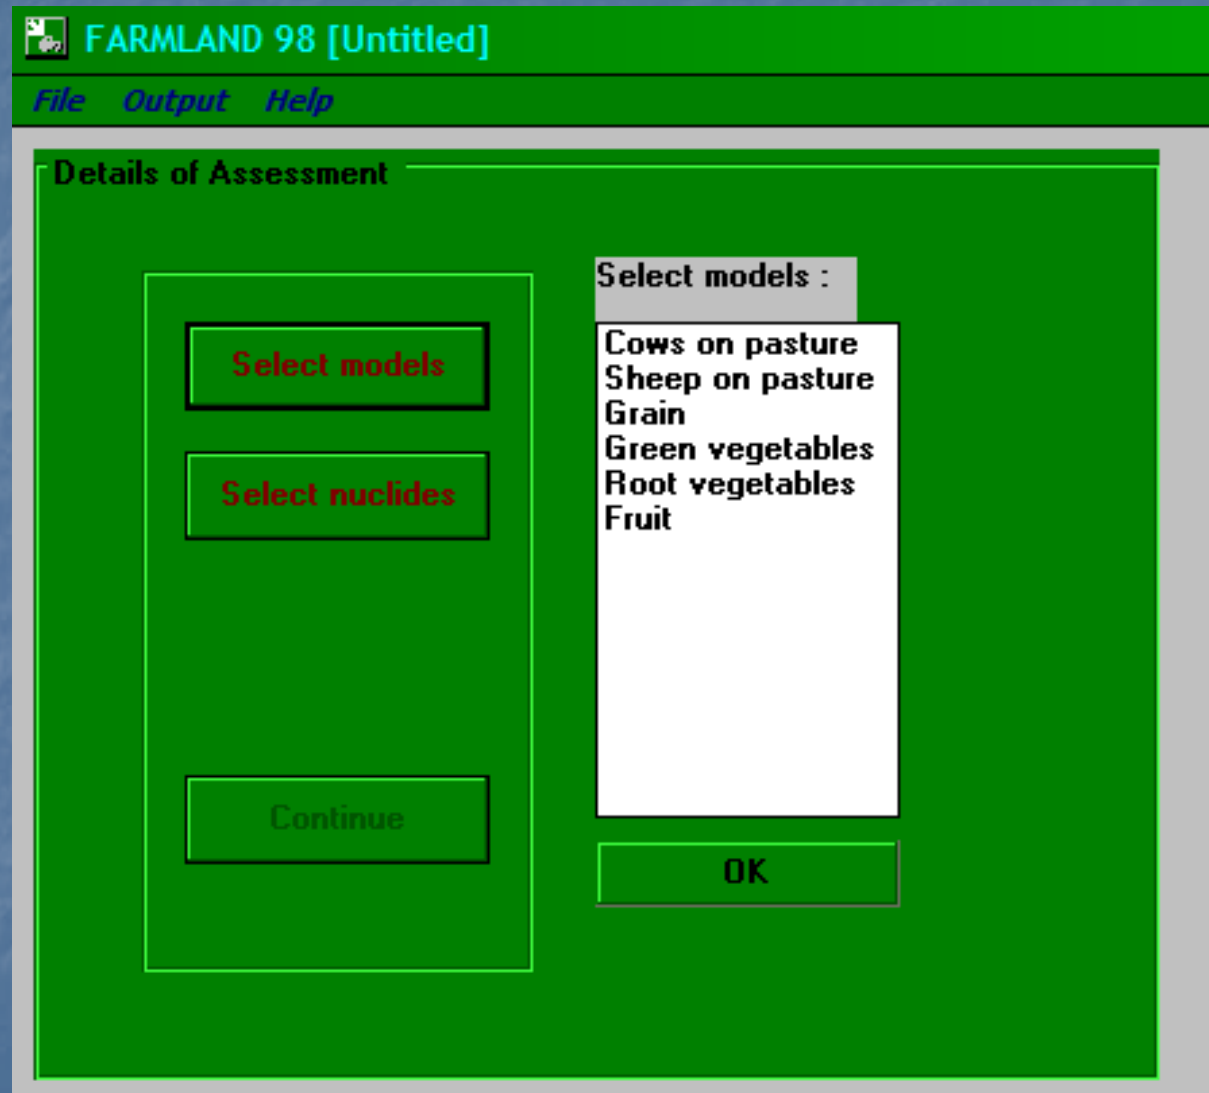 FARMLAND 98 [Untitled]
File Output Help
Details of Assessment
Select models
Select nuclides
Continue
Select models :
Cows on pasture
Sheep on pasture
Grain
Green vegetables
Root vegetables
Fruit
OK